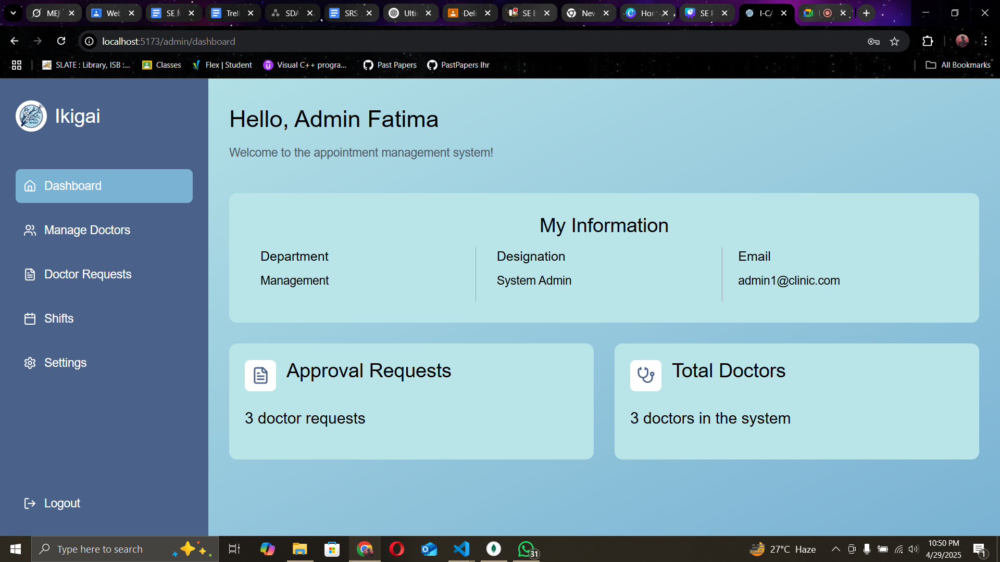 MEF
Web
SE M
Trell
SDA
SRS
Ulti
Deli
SE E
New
Hon
SE P
I-CA
localhost:5173/admin/dashboard
SLATE : Library, ISB :...
Classes
Flex | Student
Visual C++ progra...
Past Papers
PastPapers lhr
All Bookmarks
Ikigai
Dashboard
Manage Doctors
Doctor Requests
Shifts
Settings
Logout
Hello, Admin Fatima
Welcome to the appointment management system!
My Information
Department
Management
Designation
System Admin
Email
admin1@clinic.com
Approval Requests
3 doctor requests
Total Doctors
3 doctors in the system
Type here to search
31
27°C Haze
10:50 PM
4/29/2025
1